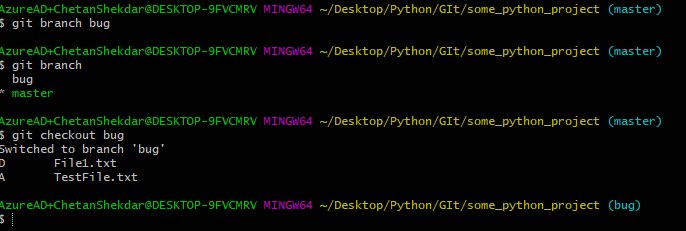 AzureAD+ChetanShekdar@DESKTOP-9FVCMRV MINGW64 ~/Desktop/Python/GIt/some_python_project (master)
$ git branch bug
AzureAD+ChetanShekdar@DESKTOP-9FVCMRV MINGW64 ~/Desktop/Python/GIt/some_python_project (master)
$ git branch
bug
* master
AzureAD+ChetanShekdar@DESKTOP-9FVCMRV MINGW64 ~/Desktop/Python/GIt/some_python_project (master)
$ git checkout bug
Switched to branch 'bug'
D       File1.txt
A       TestFile.txt
AzureAD+ChetanShekdar@DESKTOP-9FVCMRV MINGW64 ~/Desktop/Python/GIt/some_python_project (bug)
$